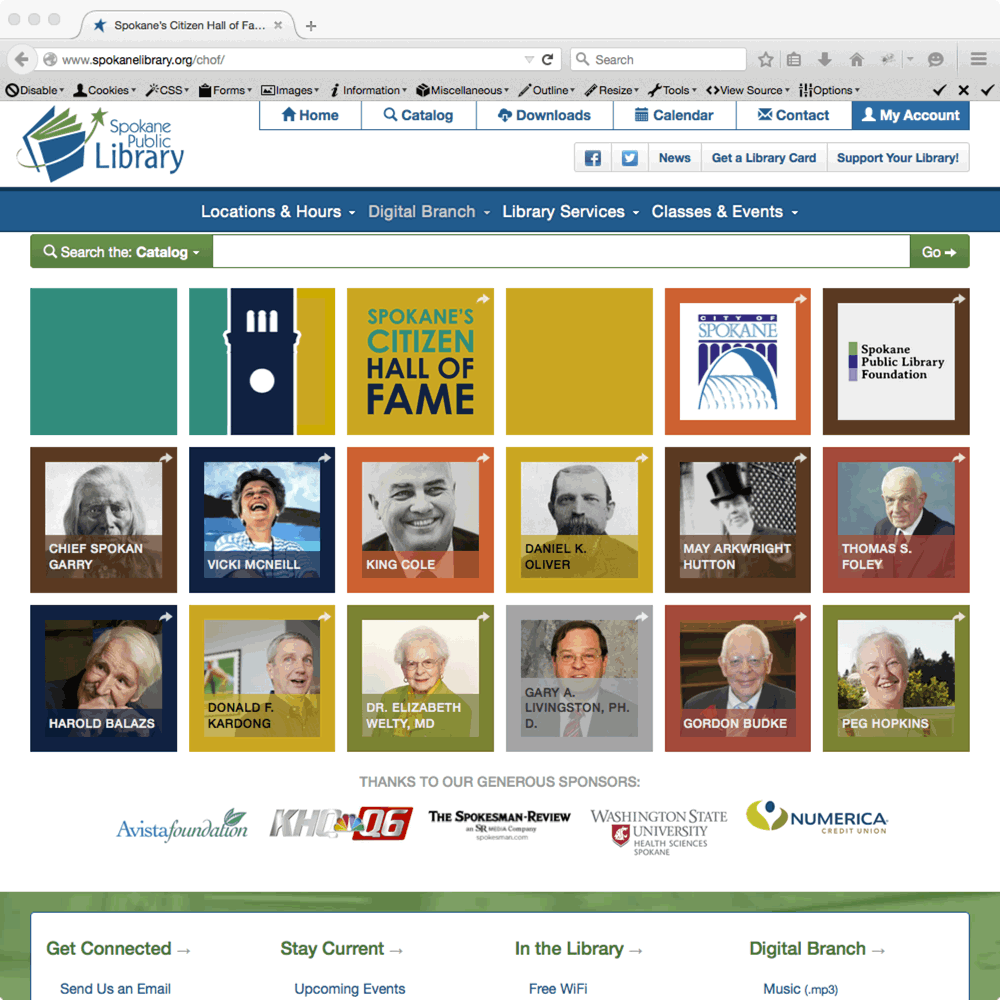 Spokane's Citizen Hall of Fa...
www.spokanelibrary.org/chof/
Search
Disable Cookies CSS Forms Images Information Miscellaneous Outline Resize Tools View Source Options
Spokane
Public
Library
Home Catalog Downloads Calendar Contact My Account
News Get a Library Card Support Your Library!
Locations & Hours Digital Branch Library Services Classes & Events
Search the: Catalog Go
SPOKANE'S
CITIZEN
HALL OF
FAME
CITY OF
SPOKANE
Spokane
Public Library
Foundation
CHIEF SPOKAN
GARRY
VICKI MCNEILL
KING COLE
DANIEL K.
OLIVER
MAY ARKWRIGHT
HUTTON
THOMAS S.
FOLEY
HAROLD BALAZS
DONALD F.
KARDONG
DR. ELIZABETH
WELTY, MD
GARY A.
LIVINGSTON, PH.
D.
GORDON BUDKE
PEG HOPKINS
THANKS TO OUR GENEROUS SPONSORS:
Avistafoundation
KHQ Q6
THE SPOKESMAN-REVIEW
an SR MEDIA Company
spokesman.com
WASHINGTON STATE
UNIVERSITY
HEALTH SCIENCES
SPOKANE
NUMERICA
CREDIT UNION
Get Connected → Stay Current → In the Library → Digital Branch →
Send Us an Email Upcoming Events Free WiFi Music (.mp3)